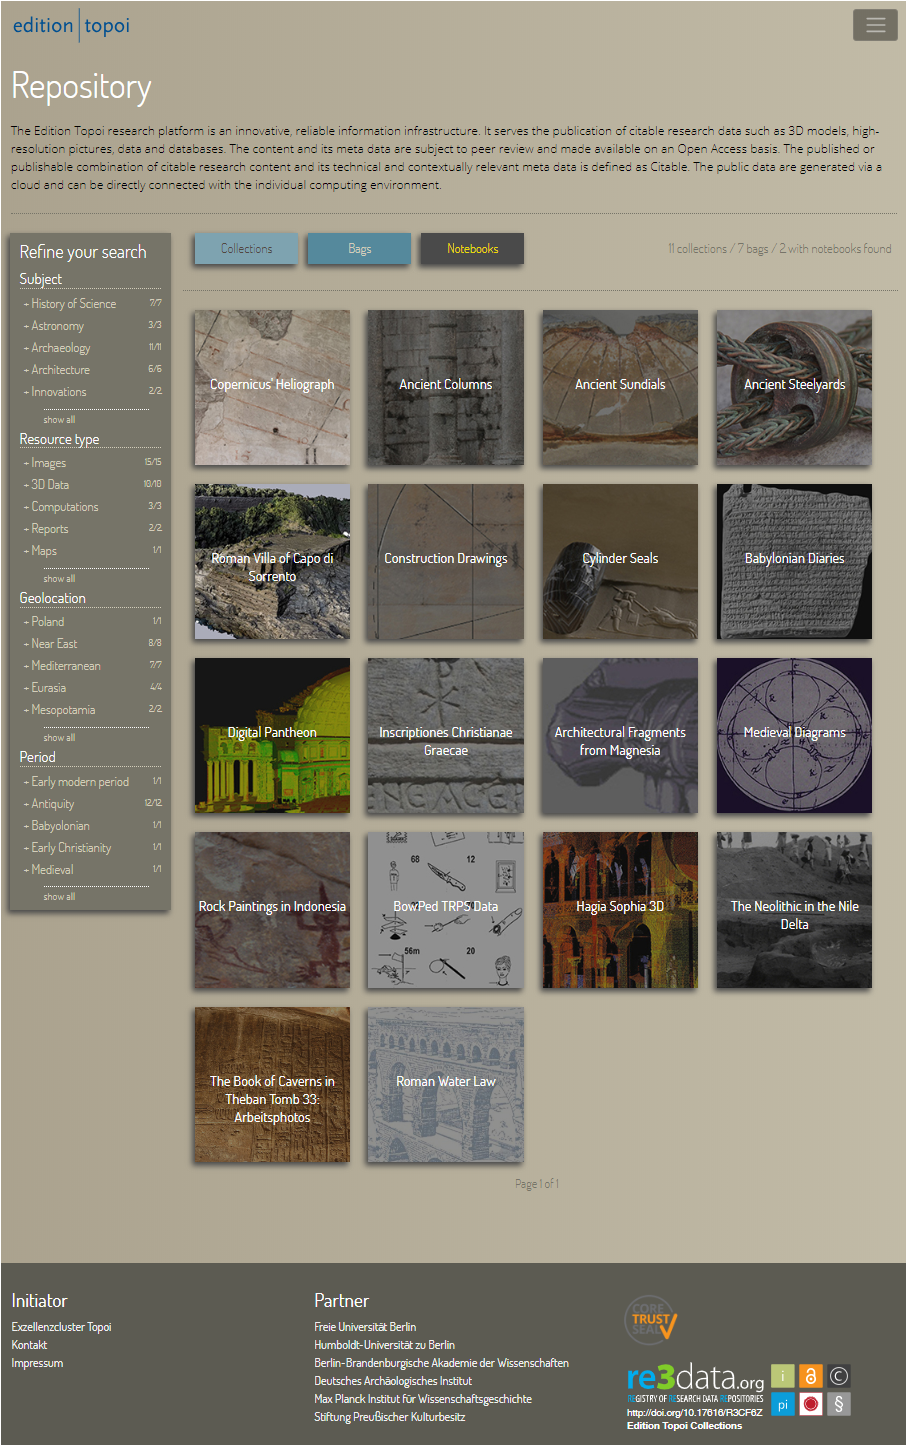 edition topoi
Repository
The Edition Topoi research platform is an innovative, reliable information infrastructure. It serves the publication of citable research data such as 3D models, high-
resolution pictures, data and databases. The content and its meta data are subject to peer review and made available on an Open Access basis. The published or
publishable combination of citable research content and its technical and contextually relevant meta data is defined as Citable. The public data are generated via a
cloud and can be directly connected with the individual computing environment.
Refine your search
Subject
+ History of Science 7/7
+ Astronomy 3/3
+ Archaeology 11/11
+ Architecture 6/6
+ Innovations 2/2
show all
Resource type
+ Images 15/15
+ 3D Data 10/10
+ Computations 3/3
+ Reports 2/2
+ Maps 1/1
show all
Geolocation
+ Poland 1/1
+ Near East 8/8
+ Mediterranean 7/7
+ Eurasia 4/4
+ Mesopotamia 2/2
show all
Period
+ Early modern period 1/1
+ Antiquity 12/12
+ Babyolonian 1/1
+ Early Christianity 1/1
+ Medieval 1/1
show all
Collections Bags Notebooks 11 collections / 7 bags / 2 with notebooks found
Copernicus' Heliograph
Ancient Columns
Ancient Sundials
Ancient Steelyards
Roman Villa of Capo di
Sorrento
Construction Drawings
Cylinder Seals
Babylonian Diaries
Digital Pantheon
Inscriptiones Christianae
Graecae
Architectural Fragments
from Magnesia
Medieval Diagrams
Rock Paintings in Indonesia
68 12
BowPed TRPS Data
56m 20
Hagia Sophia 3D
The Neolithic in the Nile
Delta
The Book of Caverns in
Theban Tomb 33:
Arbeitsphotos
Roman Water Law
Page 1 of 1
Initiator
Exzellenzcluster Topoi
Kontakt
Impressum
Partner
Freie Universität Berlin
Humboldt-Universität zu Berlin
Berlin-Brandenburgische Akademie der Wissenschaften
Deutsches Archäologisches Institut
Max Planck Institut für Wissenschaftsgeschichte
Stiftung Preußischer Kulturbesitz
CORE
TRUST
SEAL
re3data.org
REGISTRY OF RESEARCH DATA REPOSITORIES
http://doi.org/10.17616/R3CF6Z
Edition Topoi Collections
i a ©
pi §